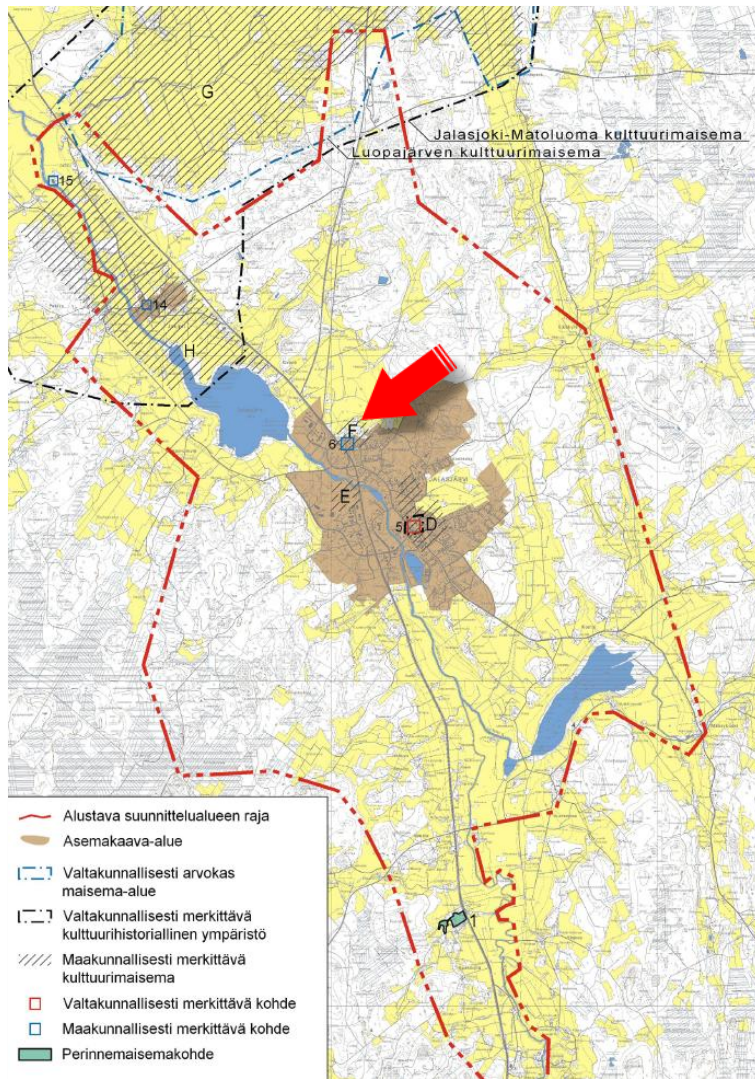 G
Jalasjoki-Matoluoma kulttuurimaisema
Luopajärven kulttuurimaisema
15
14
H
F
6
E
JALASJÄRVI
5
D
1
Alustava suunnittelualueen raja
Asemakaava-alue
Valtakunnallisesti arvokas
maisema-alue
Valtakunnallisesti merkittävä
kulttuurihistoriallinen ympäristö
Maakunnallisesti merkittävä
kulttuurimaisema
Valtakunnallisesti merkittävä kohde
Maakunnallisesti merkittävä kohde
Perinnemaisemakohde